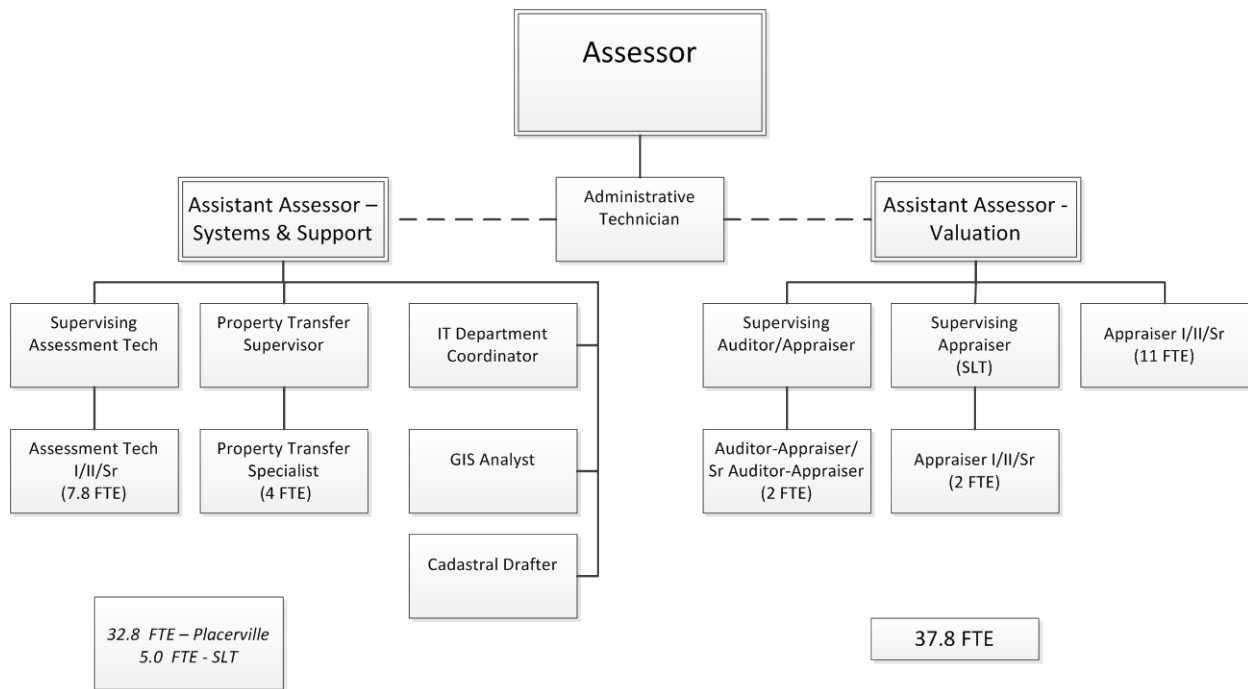 Assessor
Administrative
Technician
Assistant Assessor –
Systems & Support
Assistant Assessor -
Valuation
Supervising
Assessment Tech
Property Transfer
Supervisor
IT Department
Coordinator
Supervising
Auditor/Appraiser
Supervising
Appraiser
(SLT)
Appraiser I/II/Sr
(11 FTE)
Assessment Tech
I/II/Sr
(7.8 FTE)
Property Transfer
Specialist
(4 FTE)
GIS Analyst
Auditor-Appraiser/
Sr Auditor-Appraiser
(2 FTE)
Appraiser I/II/Sr
(2 FTE)
Cadastral Drafter
32.8 FTE – Placerville
5.0 FTE - SLT
37.8 FTE